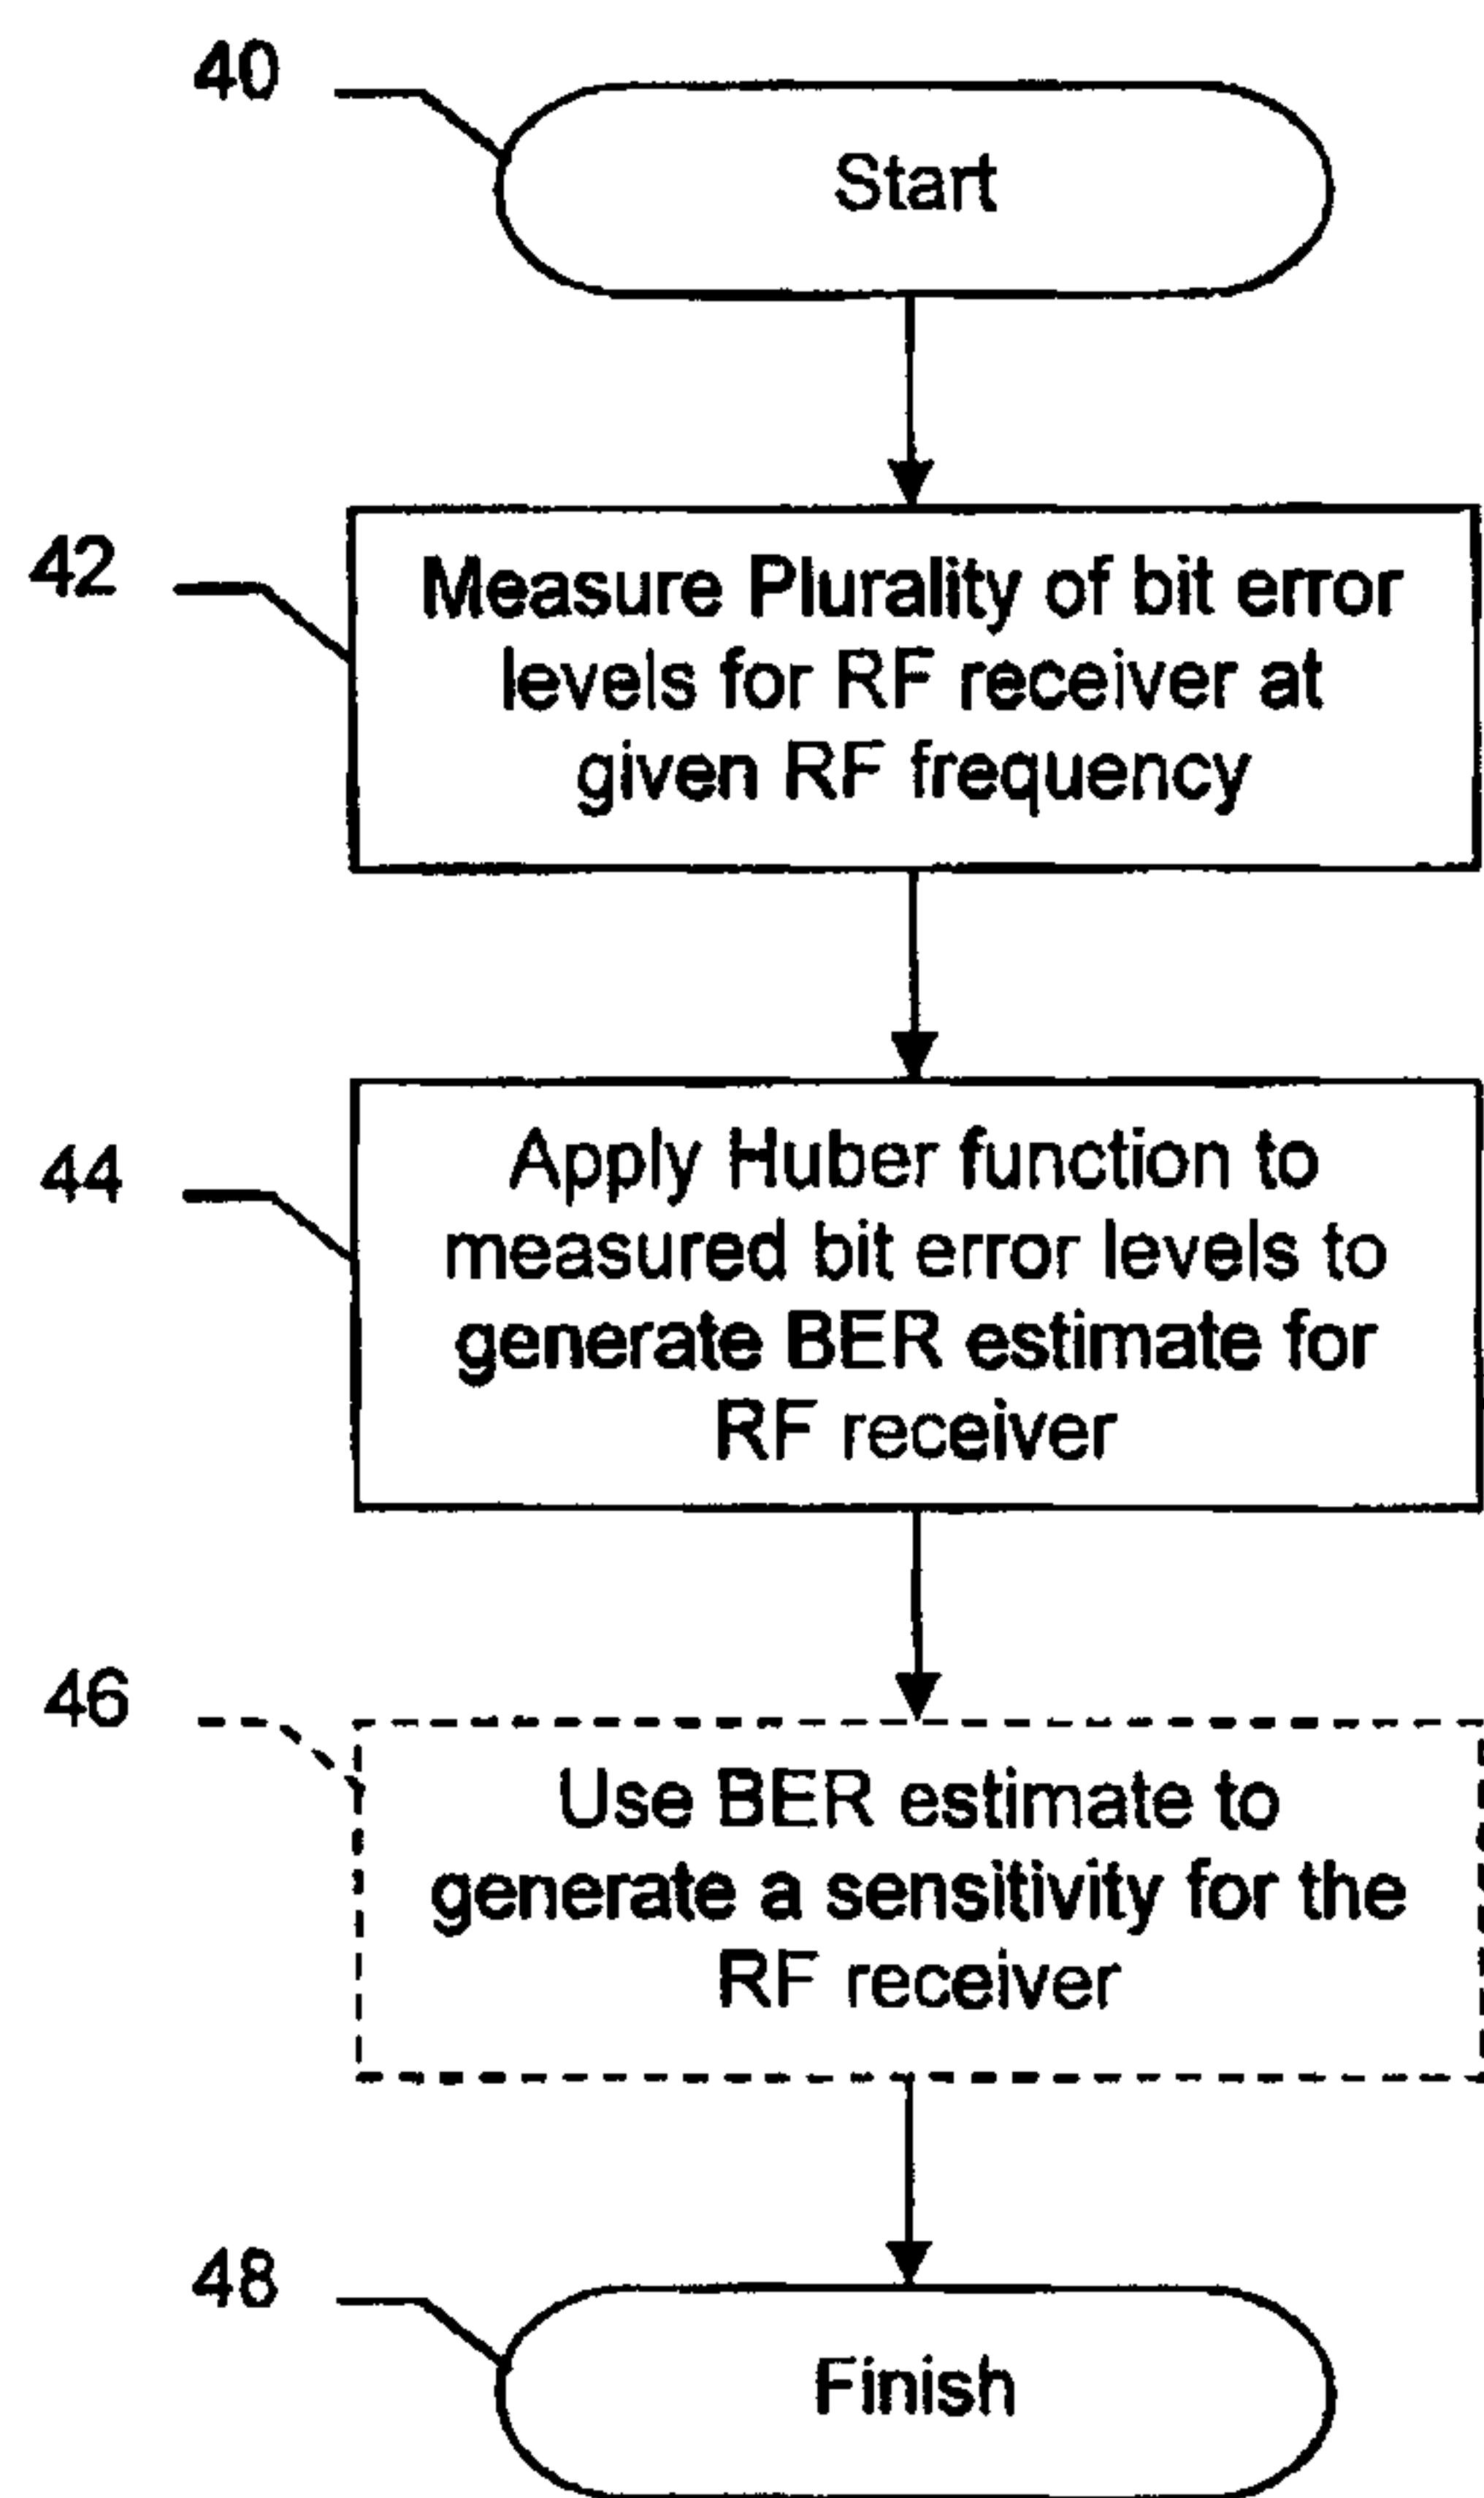 40
Start
42
Measure Plurality of bit error
levels for RF receiver at
given RF frequency
44
Apply Huber function to
measured bit error levels to
generate BER estimate for
RF receiver
46
Use BER estimate to
generate a sensitivity for the
RF receiver
48
Finish